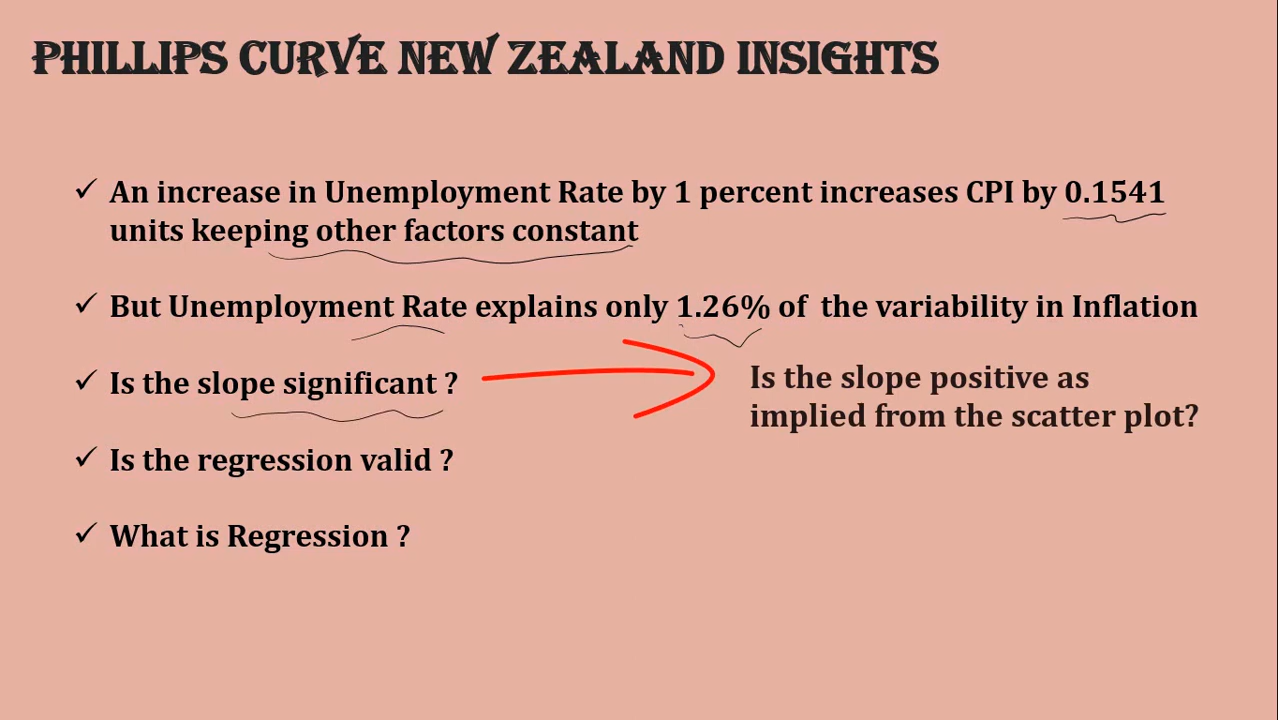 PHILLIPS CURVE NEW ZEALAND INSIGHTS
✓ An increase in Unemployment Rate by 1 percent increases CPI by 0.1541
units keeping other factors constant
✓ But Unemployment Rate explains only 1.26% of the variability in Inflation
✓ Is the slope significant ?
Is the slope positive as
implied from the scatter plot?
✓ Is the regression valid ?
✓ What is Regression ?